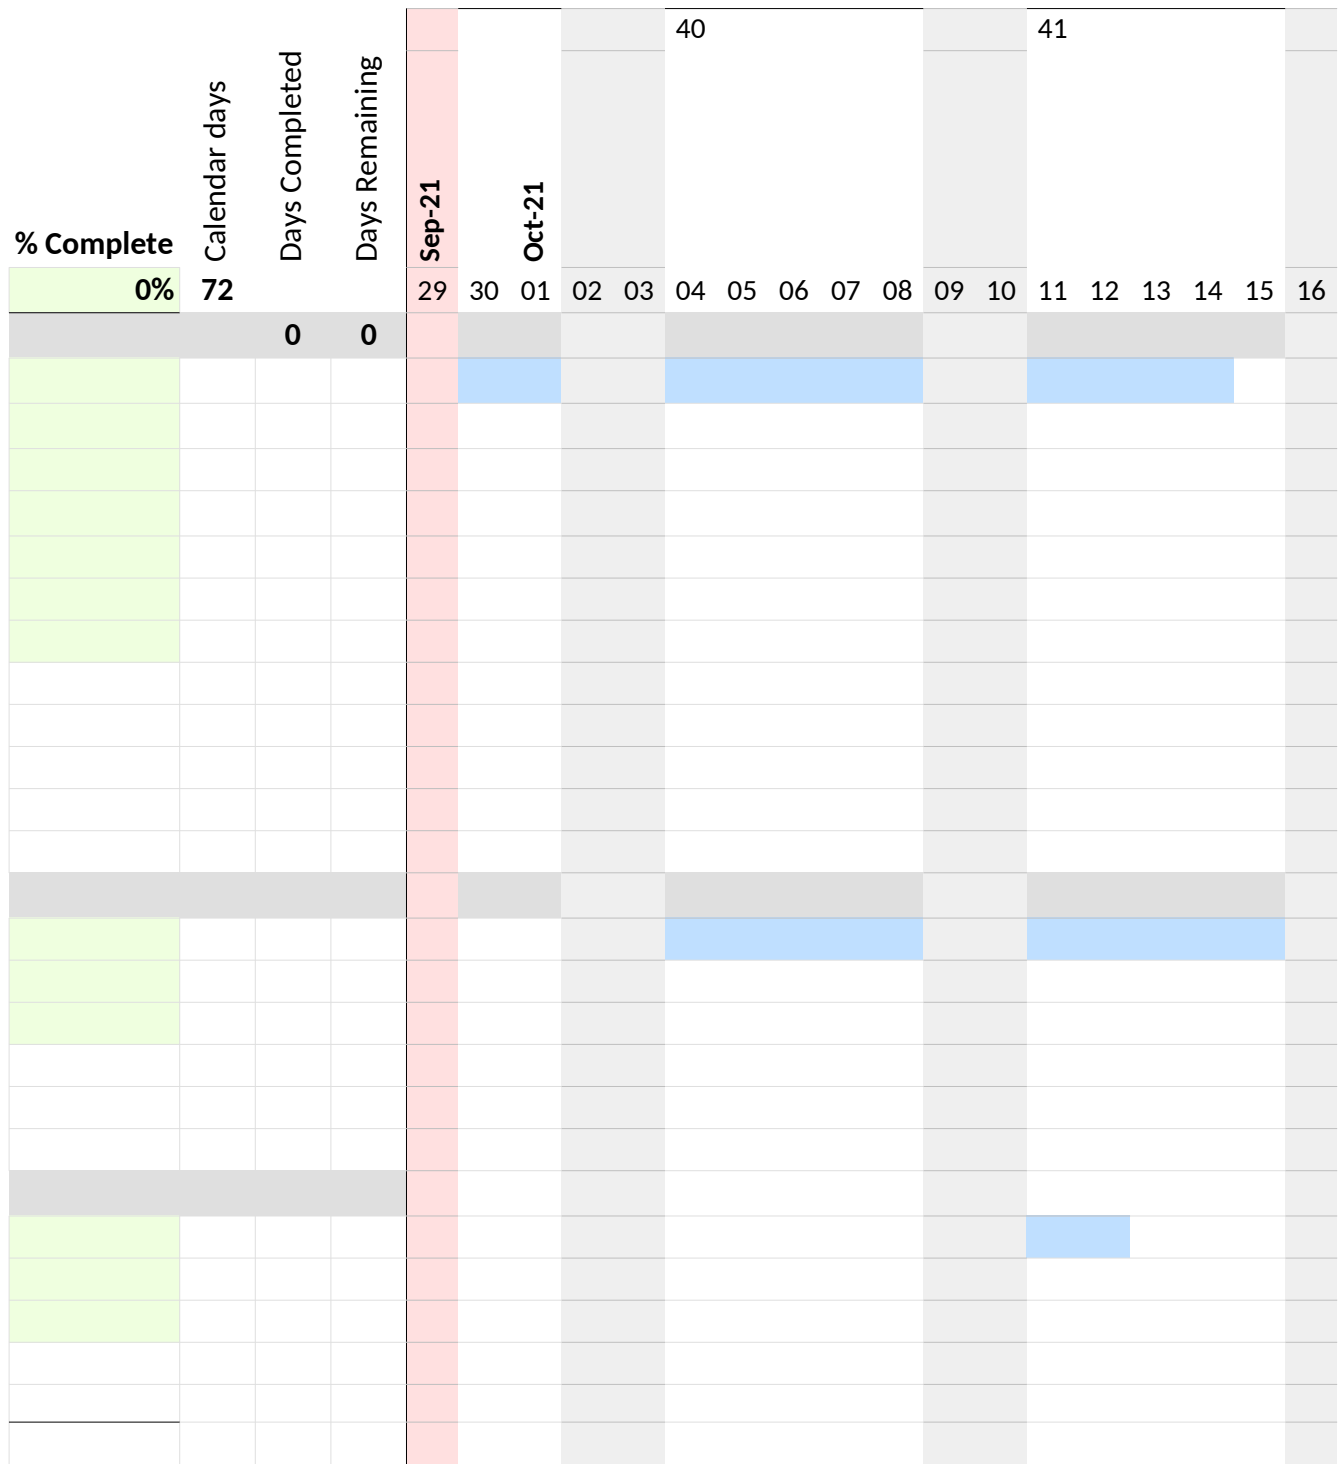 40 41
Calendar days
Days Completed
Days Remaining
Sep-21
Oct-21
% Complete
0% 72 29 30 01 02 03 04 05 06 07 08 09 10 11 12 13 14 15 16
0 0